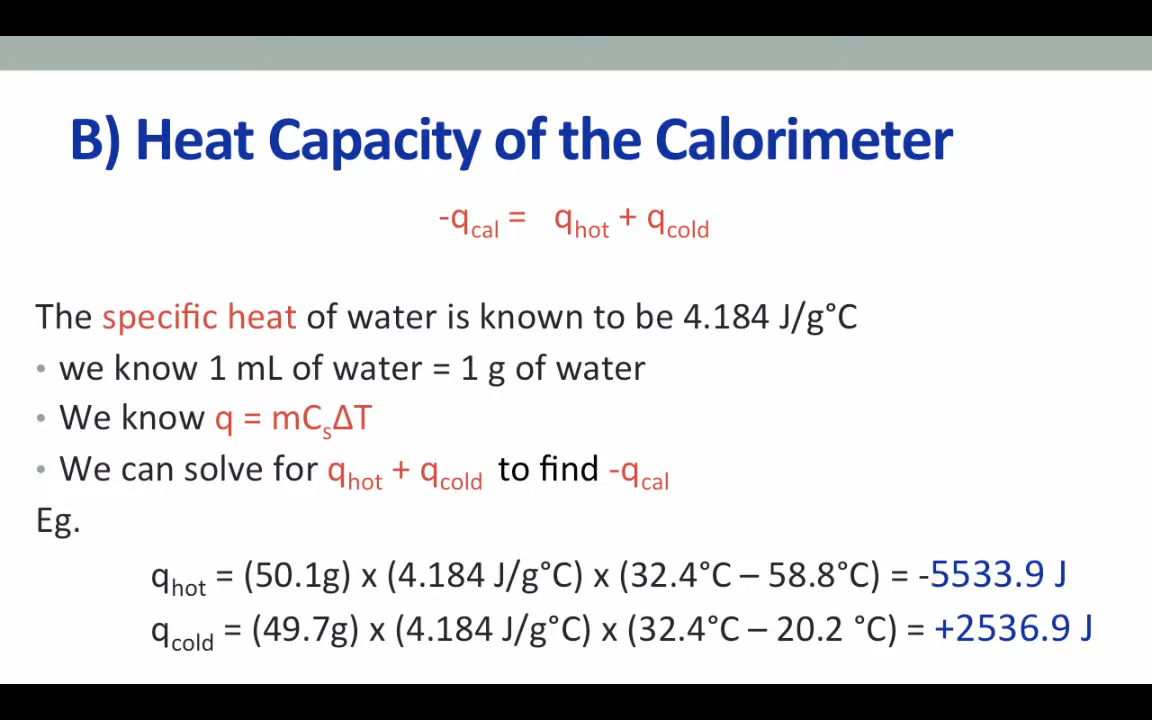 B) Heat Capacity of the Calorimeter
-qcal = qhot + qcold
The specific heat of water is known to be 4.184 J/g°C
• we know 1 mL of water = 1 g of water
• We know q = mCsΔT
• We can solve for qhot + qcold to find -qcal
Eg.
qhot = (50.1g) x (4.184 J/g°C) x (32.4°C – 58.8°C) = -5533.9 J
qcold = (49.7g) x (4.184 J/g°C) x (32.4°C – 20.2 °C) = +2536.9 J